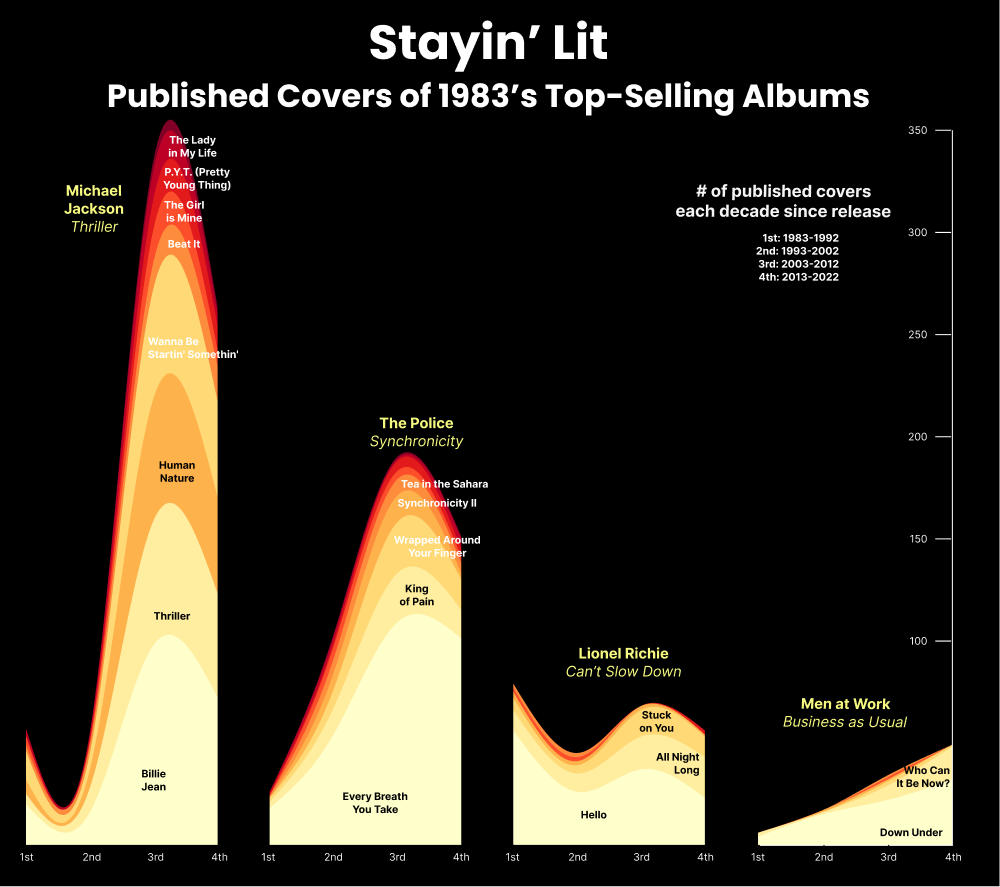 Stayin’ Lit
Published Covers of 1983’s Top-Selling Albums
Michael
Jackson
Thriller
The Lady
in My Life
P.Y.T. (Pretty
Young Thing)
The Girl
is Mine
Beat It
Wanna Be
Startin' Somethin'
Human
Nature
Thriller
Billie
Jean
1st
2nd
3rd
4th
The Police
Synchronicity
Tea in the Sahara
Synchronicity II
Wrapped Around
Your Finger
King
of Pain
Every Breath
You Take
1st
2nd
3rd
4th
Lionel Richie
Can’t Slow Down
Stuck
on You
All Night
Long
Hello
1st
2nd
3rd
4th
# of published covers
each decade since release
1st: 1983-1992
2nd: 1993-2002
3rd: 2003-2012
4th: 2013-2022
350
300
250
200
150
100
Men at Work
Business as Usual
Who Can
It Be Now?
Down Under
1st
2nd
3rd
4th